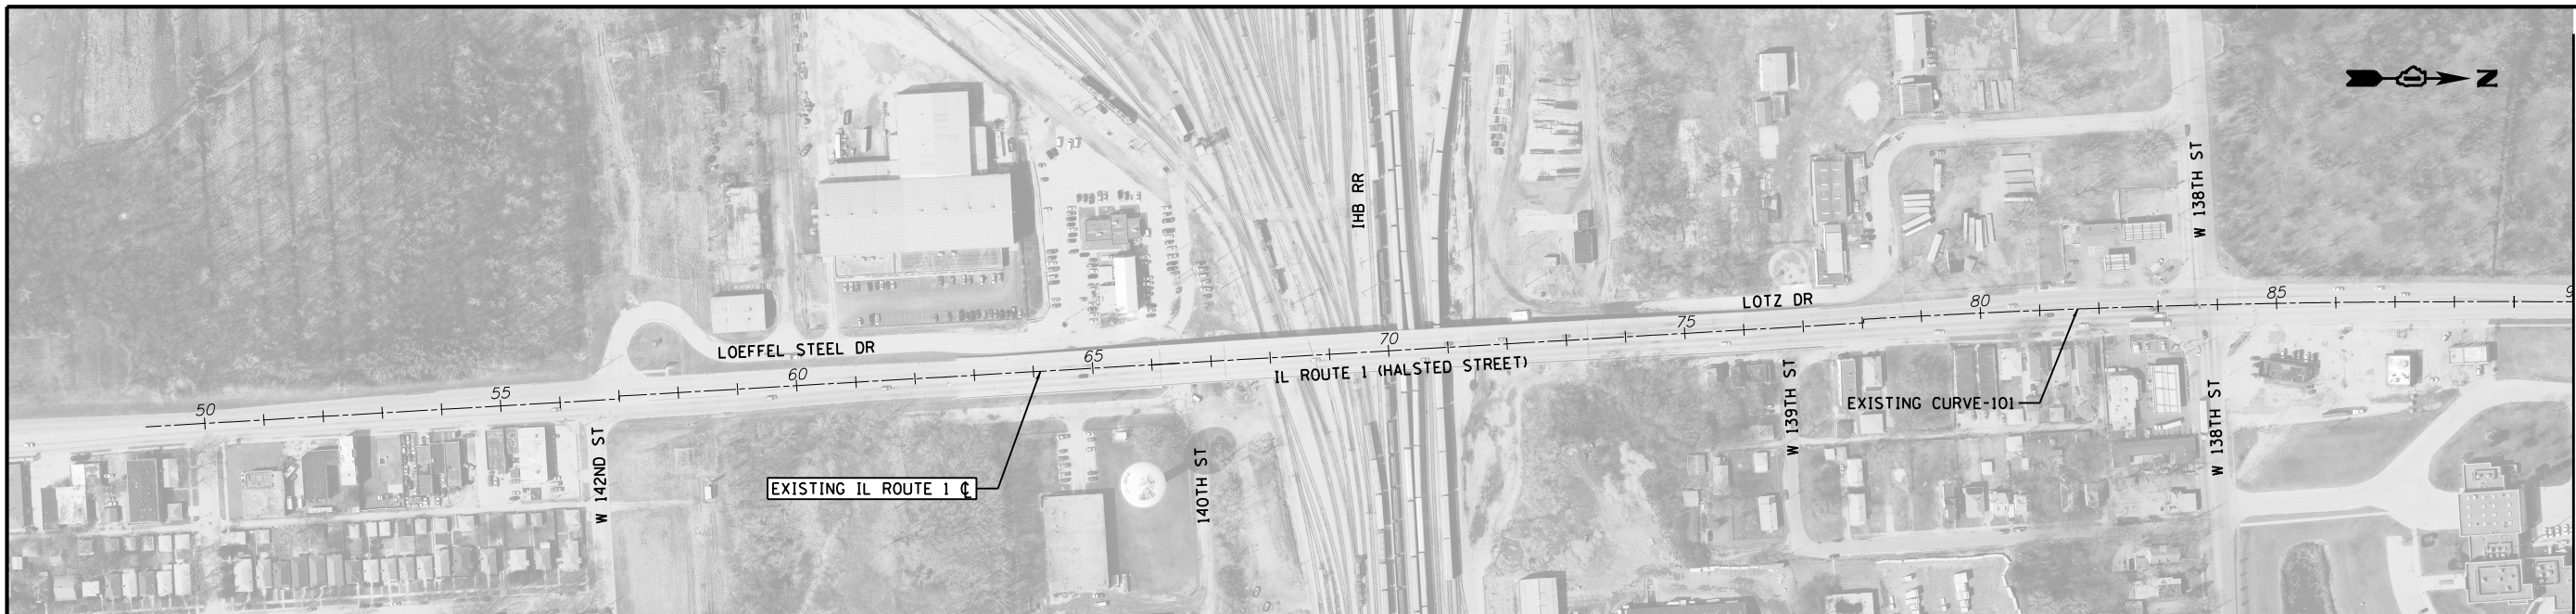 N
W 138TH ST
IHB RR
LOTZ DR
80
85
9
LOEFFEL STEEL DR
60
65
70
75
IL ROUTE 1 (HALSTED STREET)
50
55
W 142ND ST
EXISTING IL ROUTE 1 ℄
140TH ST
W 139TH ST
EXISTING CURVE-101
W 138TH ST